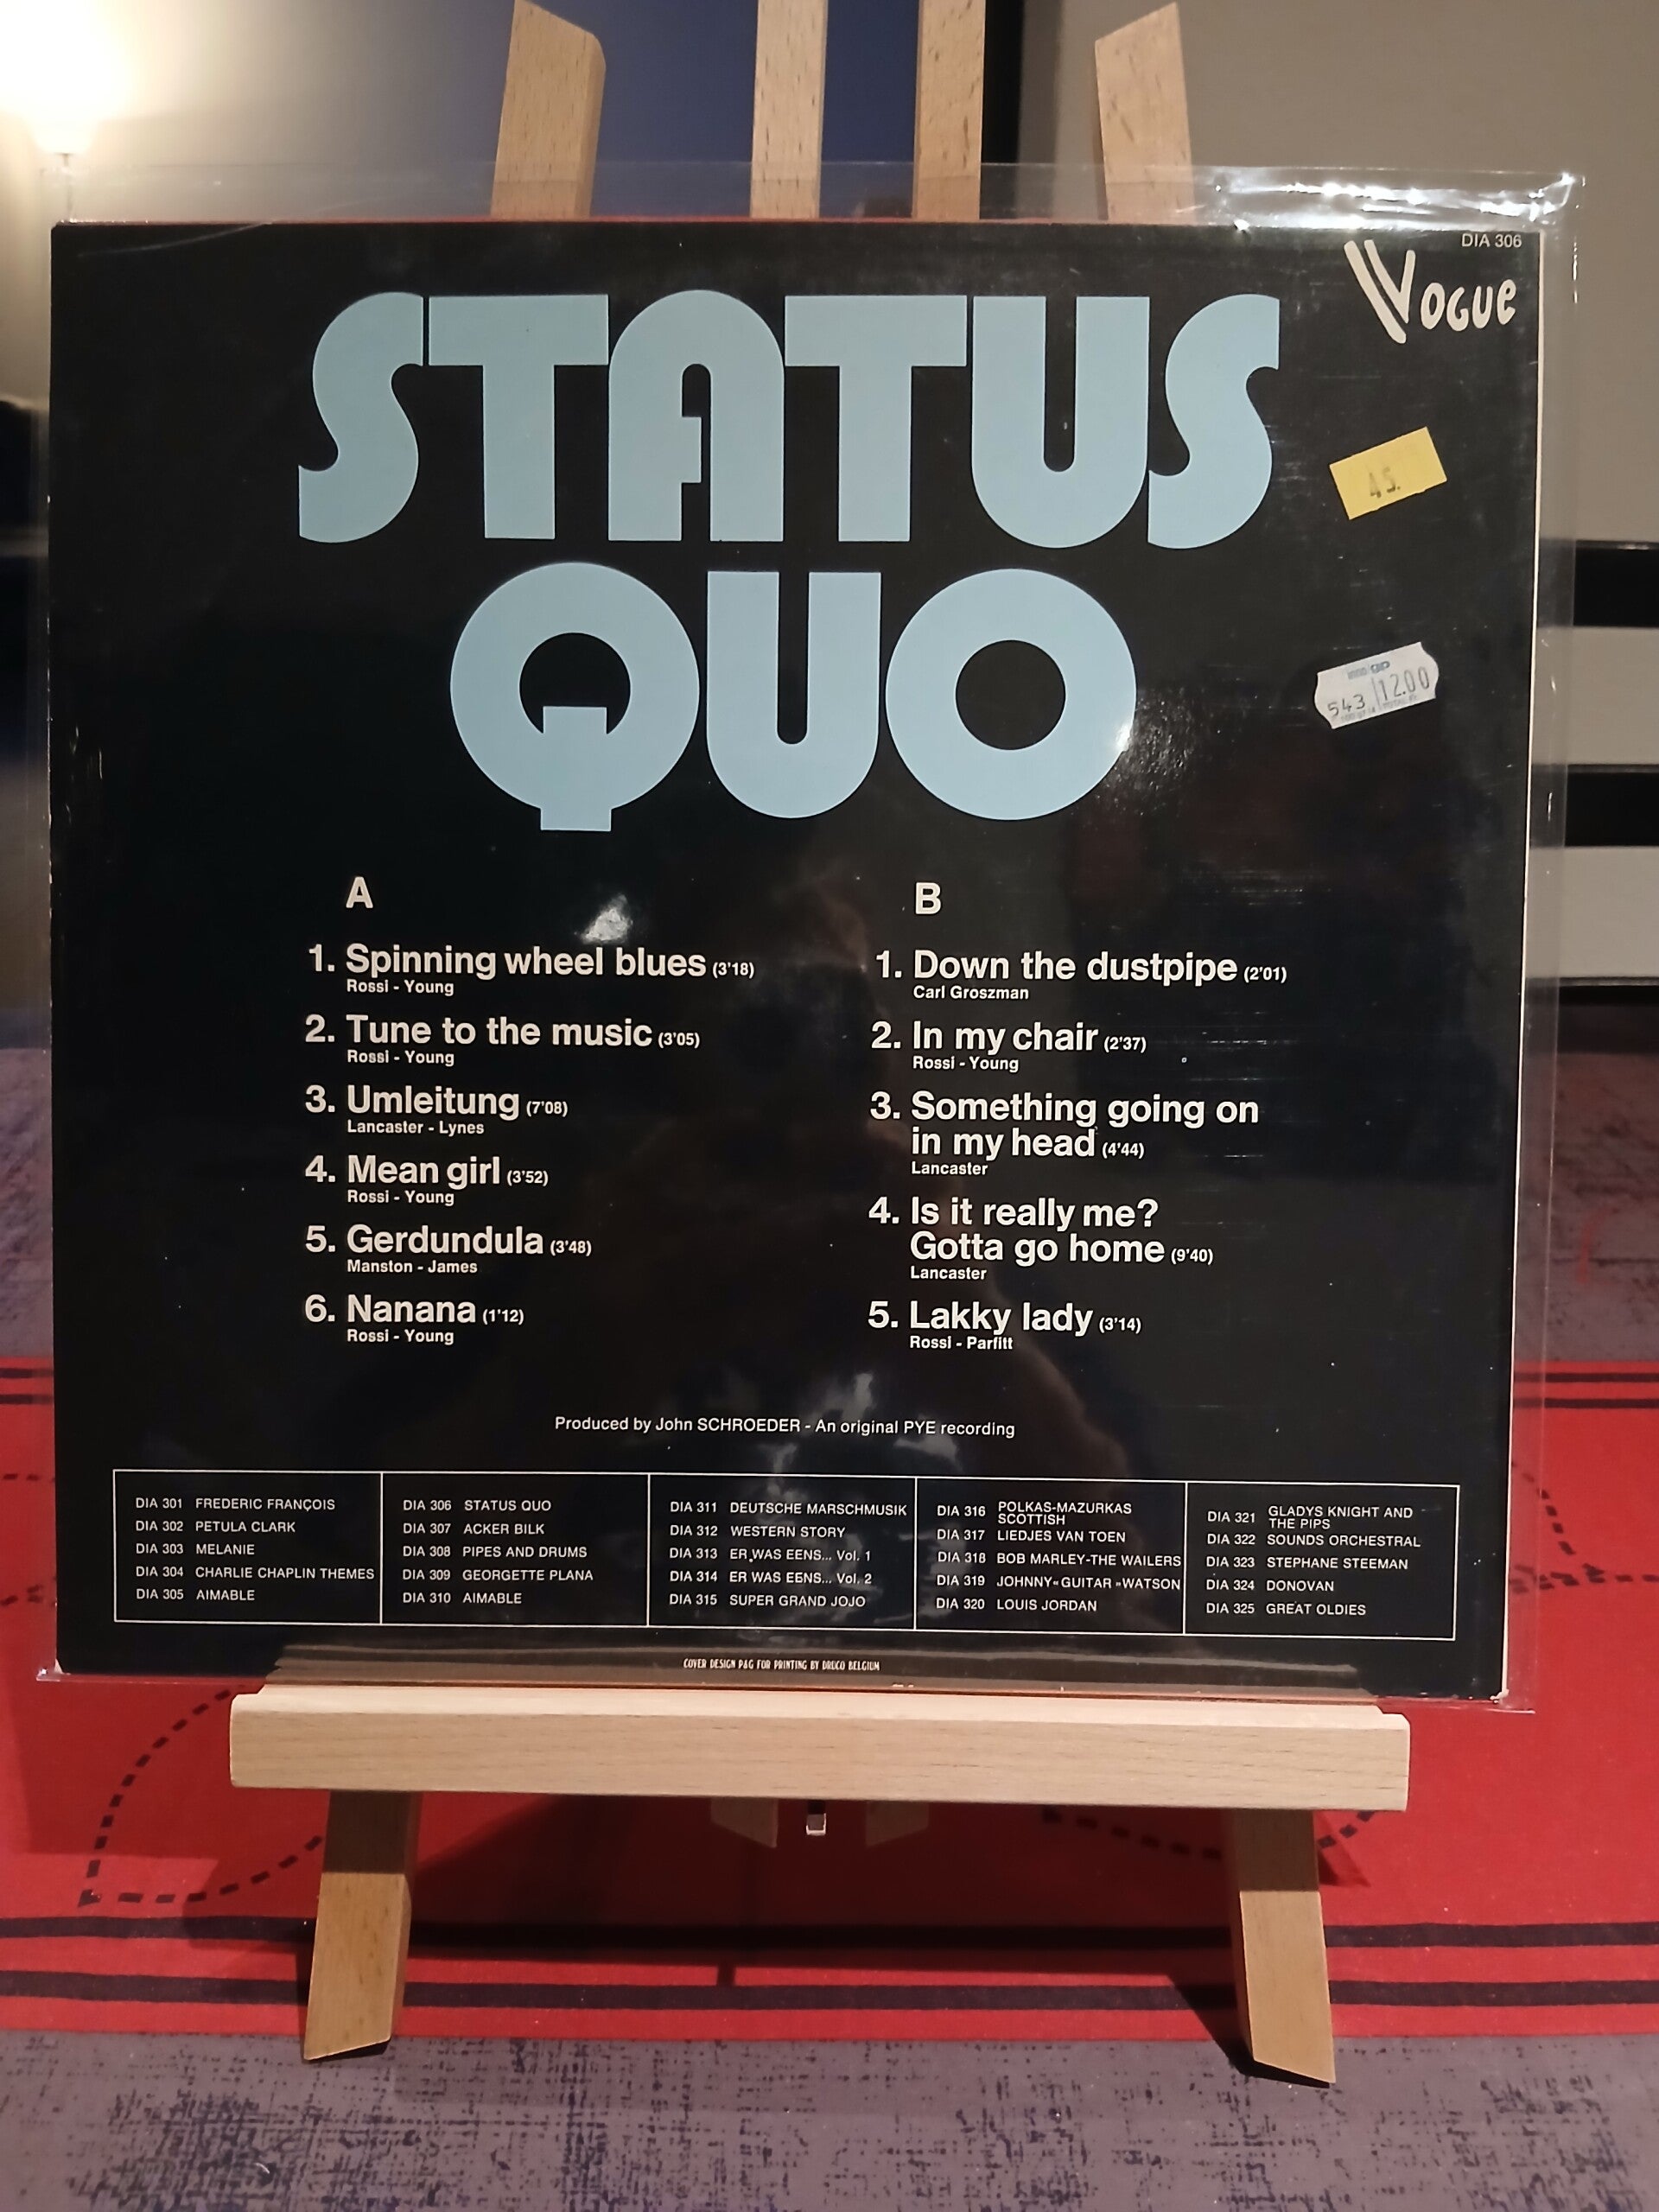 DIA 306
VOGUE
STATUS
QUO
45.
543 12.00
A
1. Spinning wheel blues (3'18)
Rossi - Young
2. Tune to the music (3'05)
Rossi - Young
3. Umleitung (7'08)
Lancaster - Lynes
4. Mean girl (3'52)
Rossi - Young
5. Gerdundula (3'48)
Manston - James
6. Nanana (1'12)
Rossi - Young
B
1. Down the dustpipe (2'01)
Carl Groszman
2. In my chair (2'37)
Rossi - Young
3. Something going on
in my head (4'44)
Lancaster
4. Is it really me?
Gotta go home (9'40)
Lancaster
5. Lakky lady (3'14)
Rossi - Parfitt
Produced by John SCHROEDER - An original PYE recording
DIA 301 FREDERIC FRANÇOIS
DIA 302 PETULA CLARK
DIA 303 MELANIE
DIA 304 CHARLIE CHAPLIN THEMES
DIA 305 AIMABLE
DIA 306 STATUS QUO
DIA 307 ACKER BILK
DIA 308 PIPES AND DRUMS
DIA 309 GEORGETTE PLANA
DIA 310 AIMABLE
DIA 311 DEUTSCHE MARSCHMUSIK
DIA 312 WESTERN STORY
DIA 313 ER WAS EENS... Vol. 1
DIA 314 ER WAS EENS... Vol. 2
DIA 315 SUPER GRAND JOJO
DIA 316 POLKAS-MAZURKAS
SCOTTISH
DIA 317 LIEDJES VAN TOEN
DIA 318 BOB MARLEY-THE WAILERS
DIA 319 JOHNNY «GUITAR» WATSON
DIA 320 LOUIS JORDAN
DIA 321 GLADYS KNIGHT AND
THE PIPS
DIA 322 SOUNDS ORCHESTRAL
DIA 323 STEPHANE STEEMAN
DIA 324 DONOVAN
DIA 325 GREAT OLDIES
COVER DESIGN P&G FOR PRINTING BY DRUCO BELGIUM